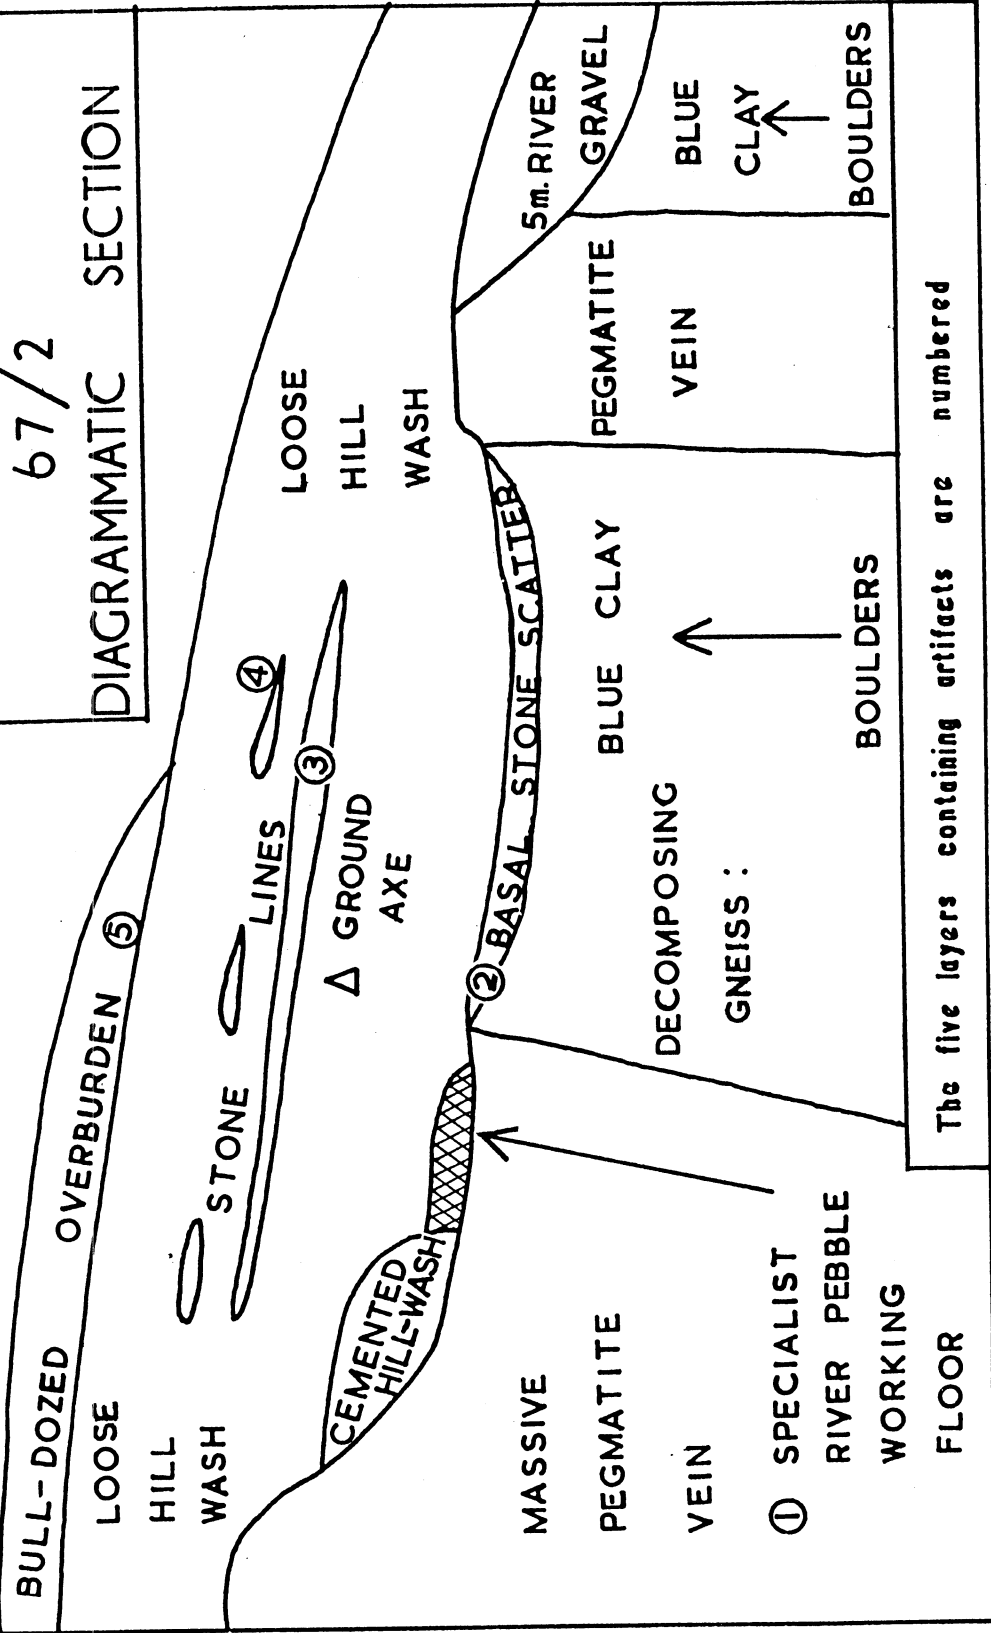 67/2
DIAGRAMMATIC SECTION
BULL-DOZED OVERBURDEN ⑤
LOOSE
HILL
WASH
STONE LINES
④
③
△ GROUND
AXE
LOOSE
HILL
WASH
CEMENTED
HILL-WASH
② BASAL STONE SCATTER
5m. RIVER
GRAVEL
MASSIVE
PEGMATITE
VEIN
① SPECIALIST
RIVER PEBBLE
WORKING
FLOOR
DECOMPOSING
GNEISS :
BLUE CLAY
BOULDERS
PEGMATITE
VEIN
BLUE
CLAY
BOULDERS
The five layers containing artifacts are numbered